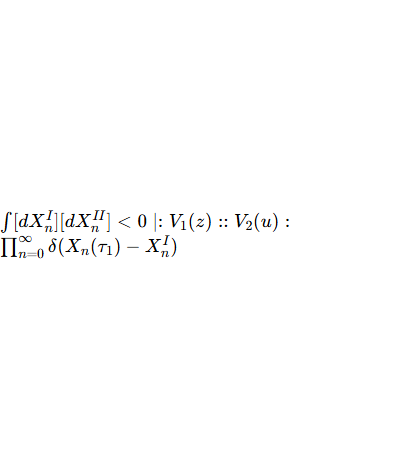 ∫[dX_n^I][dX_n^{II}] < 0 |: V_1(z) :: V_2(u) :
∏_{n=0}^∞ δ(X_n(τ_1) − X_n^I)